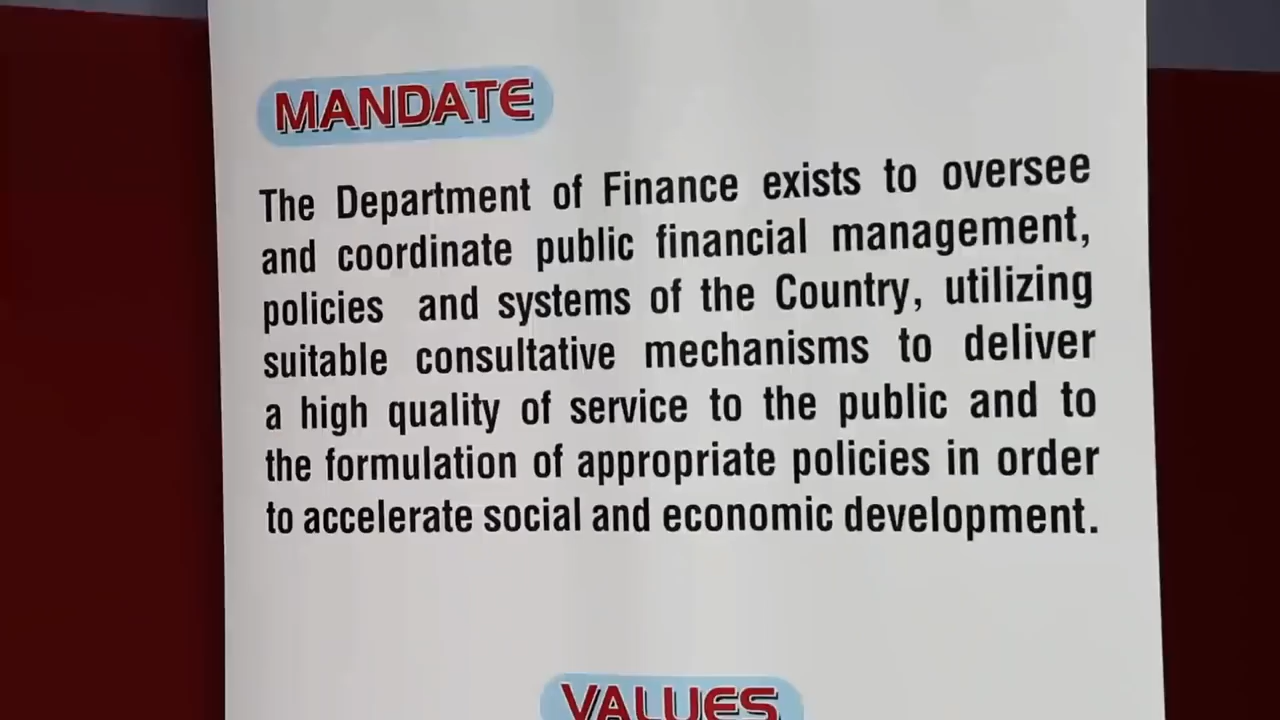 MANDATE
The Department of Finance exists to oversee
and coordinate public financial management,
policies and systems of the Country, utilizing
suitable consultative mechanisms to deliver
a high quality of service to the public and to
the formulation of appropriate policies in order
to accelerate social and economic development.
VALUES